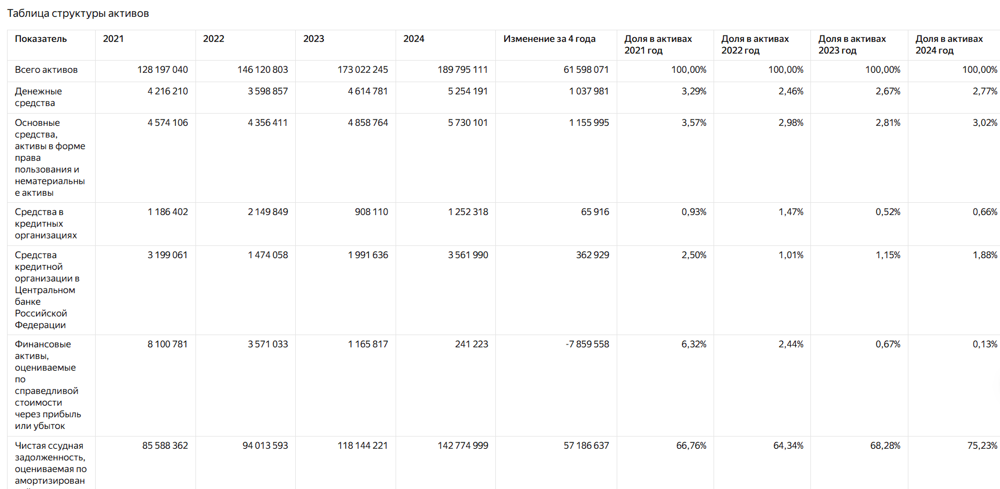 Таблица структуры активов
Показатель 2021 2022 2023 2024 Изменение за 4 года Доля в активах 2021 год Доля в активах 2022 год Доля в активах 2023 год Доля в активах 2024 год
Всего активов 128 197 040 146 120 803 173 022 245 189 795 111 61 598 071 100,00% 100,00% 100,00% 100,00%
Денежные 4 216 210 3 598 857 4 614 781 5 254 191 1 037 981 3,29% 2,46% 2,67% 2,77%
средства
Основные 4 574 106 4 356 411 4 858 764 5 730 101 1 155 995 3,57% 2,98% 2,81% 3,02%
средства,
активы в форме
права
пользования и
нематериальны
е активы
Средства в 1 186 402 2 149 849 908 110 1 252 318 65 916 0,93% 1,47% 0,52% 0,66%
кредитных
организациях
Средства 3 199 061 1 474 058 1 991 636 3 561 990 362 929 2,50% 1,01% 1,15% 1,88%
кредитной
организации в
Центральном
банке
Российской
Федерации
Финансовые 8 100 781 3 571 033 1 165 817 241 223 -7 859 558 6,32% 2,44% 0,67% 0,13%
активы,
оцениваемые
по
справедливой
стоимости
через прибыль
или убыток
Чистая ссудная 85 588 362 94 013 593 118 144 221 142 774 999 57 186 637 66,76% 64,34% 68,28% 75,23%
задолженность,
оцениваемая по
амортизирован